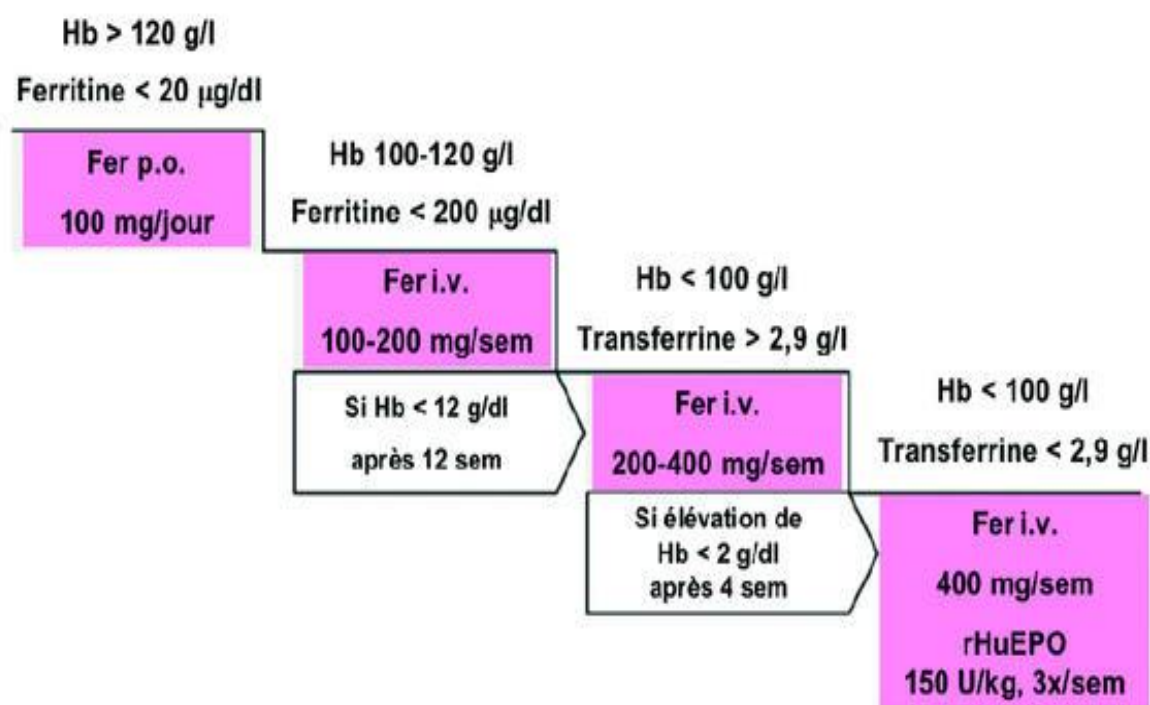 Hb > 120 g/l
Ferritine < 20 µg/dl
Fer p.o.
100 mg/jour
Hb 100-120 g/l
Ferritine < 200 µg/dl
Fer i.v.
100-200 mg/sem
Si Hb < 12 g/dl
après 12 sem
Hb < 100 g/l
Transferrine > 2,9 g/l
Fer i.v.
200-400 mg/sem
Si élévation de
Hb < 2 g/dl
après 4 sem
Hb < 100 g/l
Transferrine < 2,9 g/l
Fer i.v.
400 mg/sem
rHuEPO
150 U/kg, 3x/sem